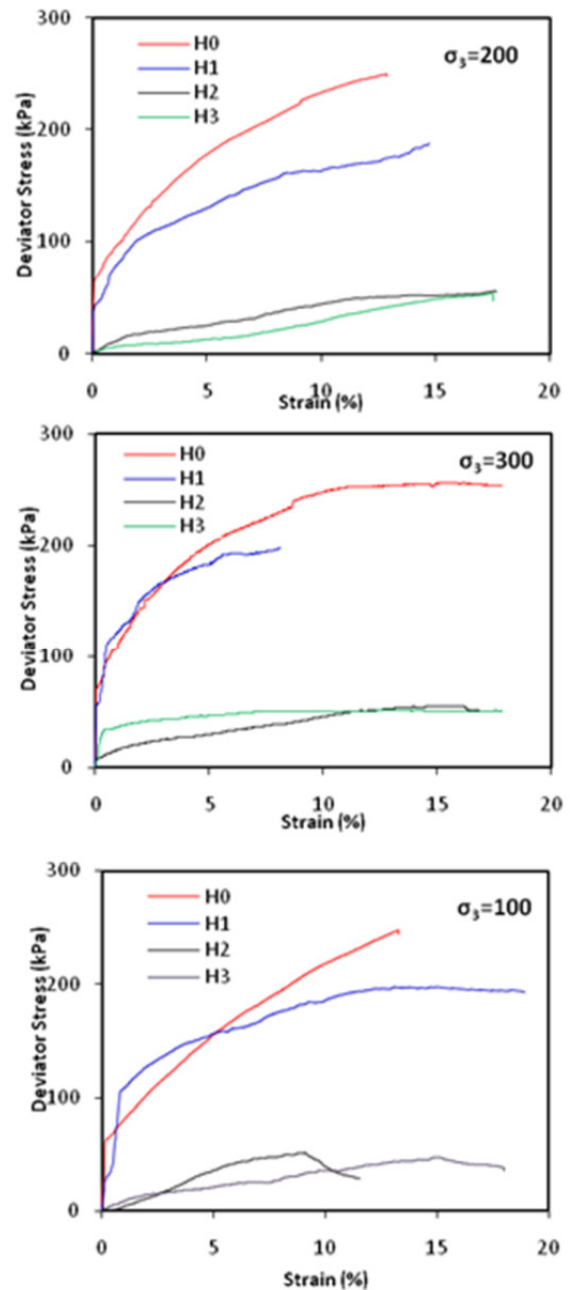 300
H0
H1
H2
H3
σ₃=200
200
100
0
Deviator Stress (kPa)
0 5 10 15 20
Strain (%)
300
H0
H1
H2
H3
σ₃=300
200
100
0
Deviator Stress (kPa)
0 5 10 15 20
Strain (%)
300
H0
H1
H2
H3
σ₃=100
200
100
0
Deviator Stress (kPa)
0 5 10 15 20
Strain (%)